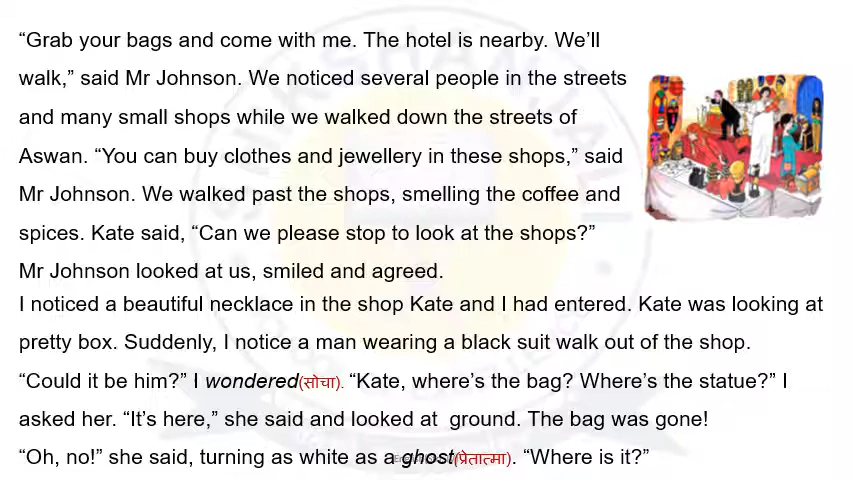 “Grab your bags and come with me. The hotel is nearby. We’ll
walk,” said Mr Johnson. We noticed several people in the streets
and many small shops while we walked down the streets of
Aswan. “You can buy clothes and jewellery in these shops,” said
Mr Johnson. We walked past the shops, smelling the coffee and
spices. Kate said, “Can we please stop to look at the shops?”
Mr Johnson looked at us, smiled and agreed.
I noticed a beautiful necklace in the shop Kate and I had entered. Kate was looking at
pretty box. Suddenly, I notice a man wearing a black suit walk out of the shop.
“Could it be him?” I wondered(सोचा). “Kate, where’s the bag? Where’s the statue?” I
asked her. “It’s here,” she said and looked at ground. The bag was gone!
“Oh, no!” she said, turning as white as a ghost(प्रेतात्मा). “Where is it?”